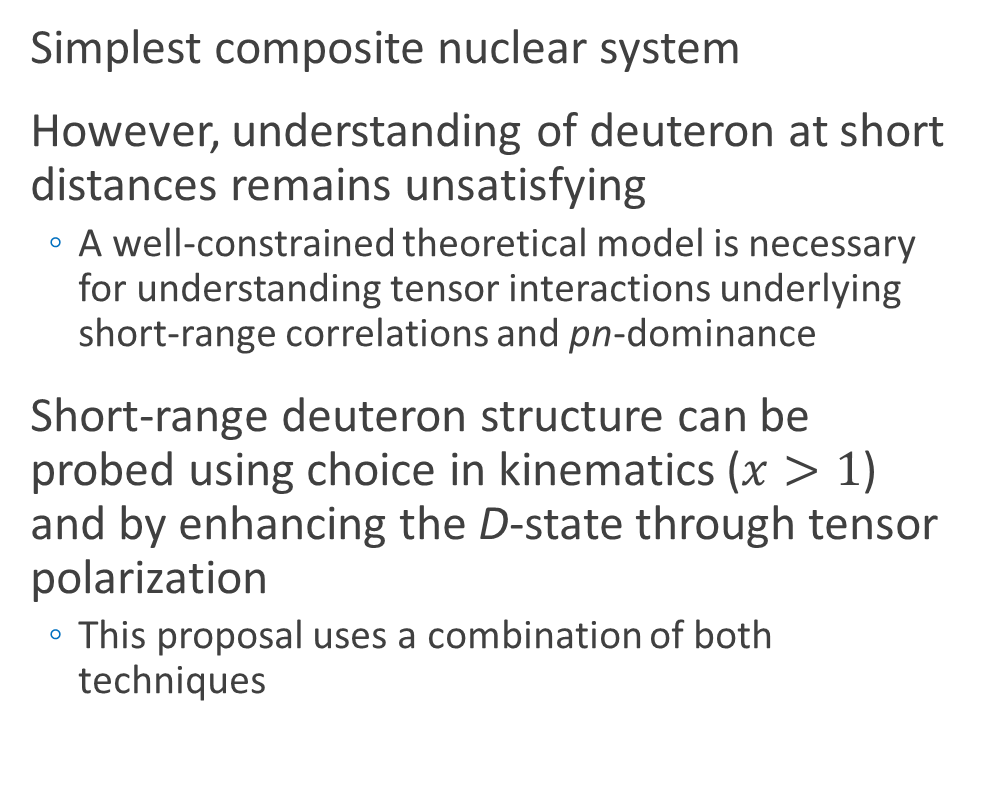 Simplest composite nuclear system
However, understanding of deuteron at short
distances remains unsatisfying
◦ A well-constrained theoretical model is necessary
for understanding tensor interactions underlying
short-range correlations and pn-dominance
Short-range deuteron structure can be
probed using choice in kinematics (x > 1)
and by enhancing the D-state through tensor
polarization
◦ This proposal uses a combination of both
techniques